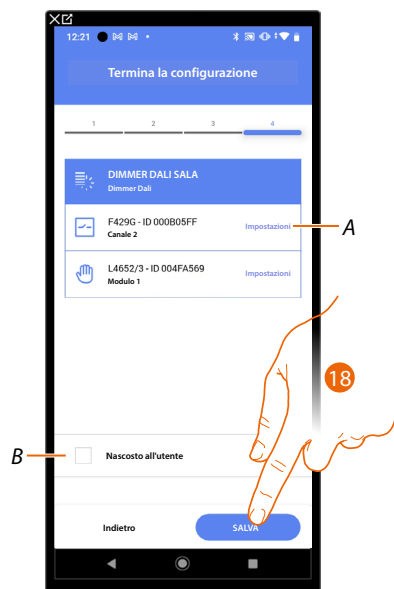 12:21
Termina la configurazione
1 2 3 4
DIMMER DALI SALA
Dimmer Dali
F429G - ID 000B05FF
Canale 2
Impostazioni
A
L4652/3 - ID 004FA569
Modulo 1
Impostazioni
18
B
Nascosto all'utente
Indietro
SALVA